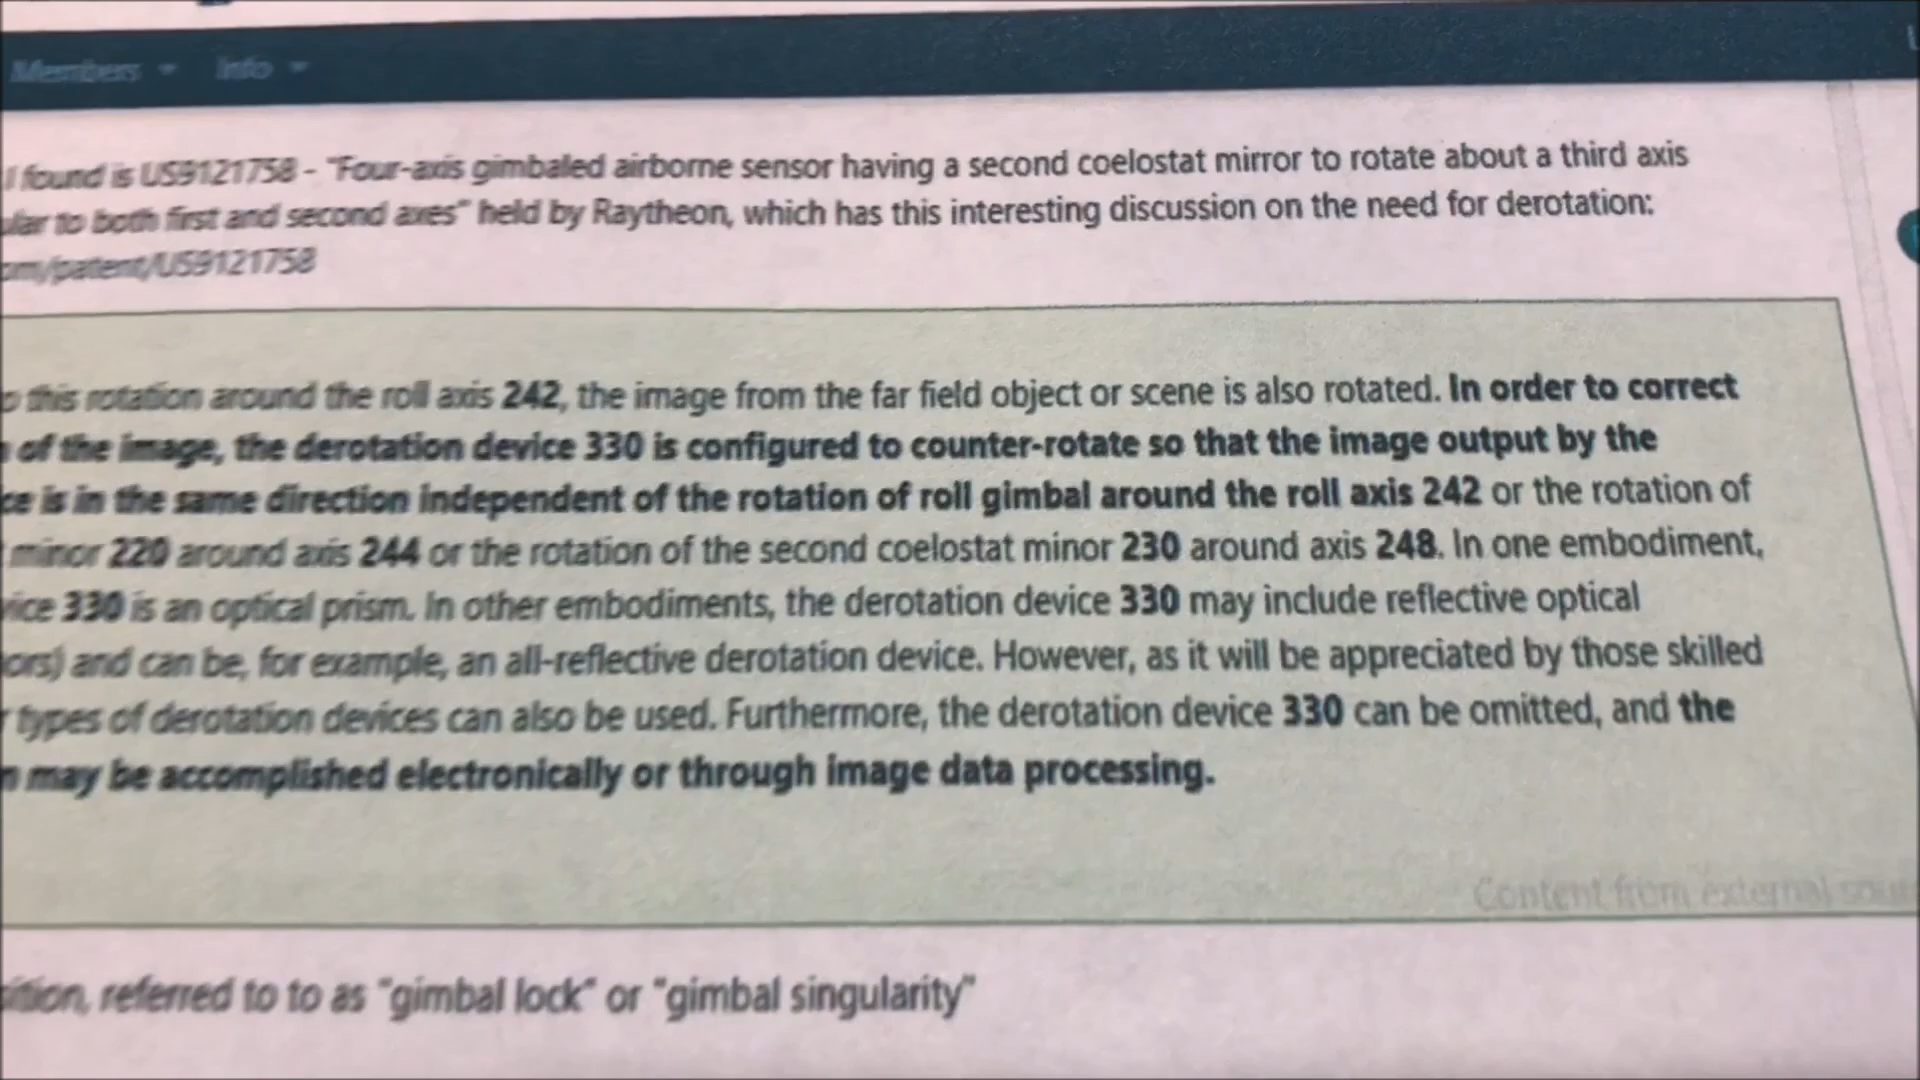 Members Info
I found is US9121758 - "Four-axis gimbaled airborne sensor having a second coelostat mirror to rotate about a third axis
ular to both first and second axes" held by Raytheon, which has this interesting discussion on the need for derotation:
om/patent/US9121758
this rotation around the roll axis 242, the image from the far field object or scene is also rotated. In order to correct
of the image, the derotation device 330 is configured to counter-rotate so that the image output by the
ce is in the same direction independent of the rotation of roll gimbal around the roll axis 242 or the rotation of
minor 220 around axis 244 or the rotation of the second coelostat minor 230 around axis 248. In one embodiment,
ice 330 is an optical prism. In other embodiments, the derotation device 330 may include reflective optical
ors) and can be, for example, an all-reflective derotation device. However, as it will be appreciated by those skilled
types of derotation devices can also be used. Furthermore, the derotation device 330 can be omitted, and the
n may be accomplished electronically or through image data processing.
Content from external
ition, referred to to as "gimbal lock" or "gimbal singularity"